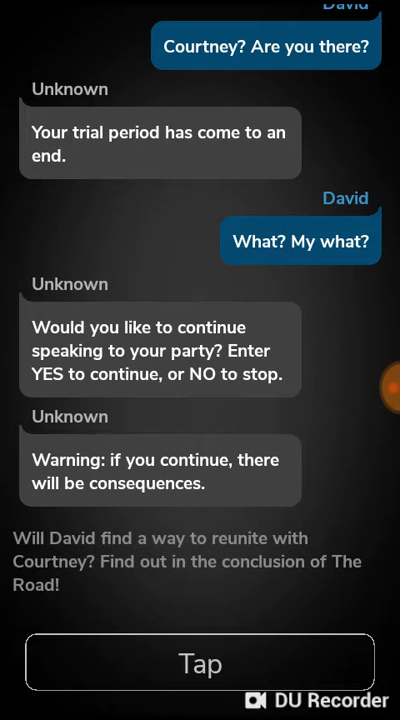 David
Courtney? Are you there?
Unknown
Your trial period has come to an
end.
David
What? My what?
Unknown
Would you like to continue
speaking to your party? Enter
YES to continue, or NO to stop.
Unknown
Warning: if you continue, there
will be consequences.
Will David find a way to reunite with
Courtney? Find out in the conclusion of The
Road!
Tap
DU Recorder